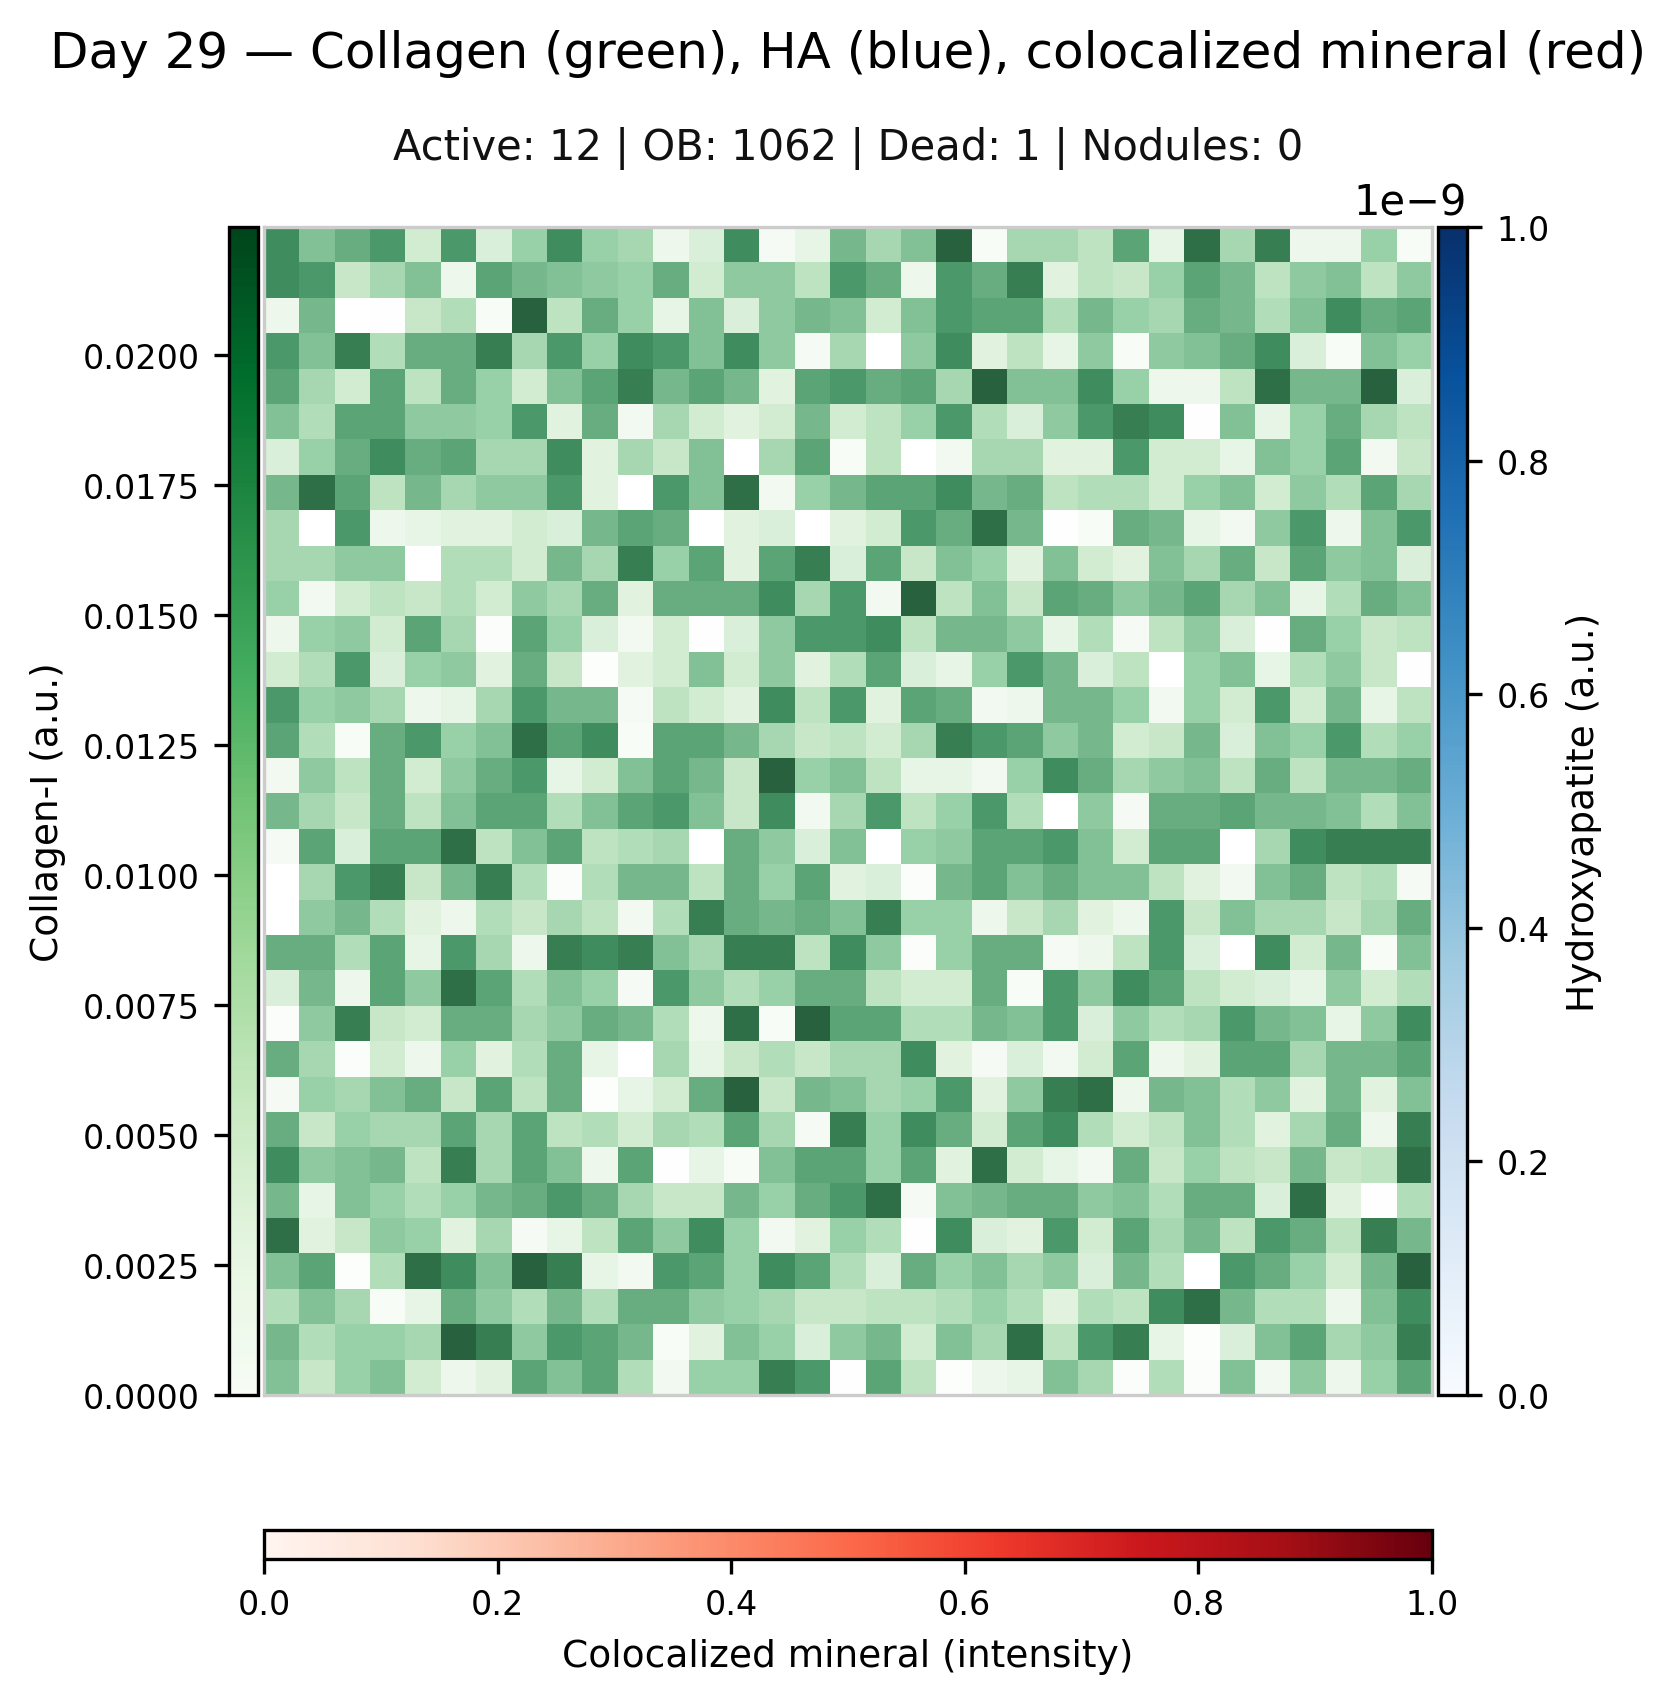 Day 29 — Collagen (green), HA (blue), colocalized mineral (red)
Active: 12 | OB: 1062 | Dead: 1 | Nodules: 0
1e−9
Collagen-I (a.u.)
0.0200
0.0175
0.0150
0.0125
0.0100
0.0075
0.0050
0.0025
0.0000
1.0
0.8
0.6
0.4
0.2
0.0
Hydroxyapatite (a.u.)
0.0 0.2 0.4 0.6 0.8 1.0
Colocalized mineral (intensity)